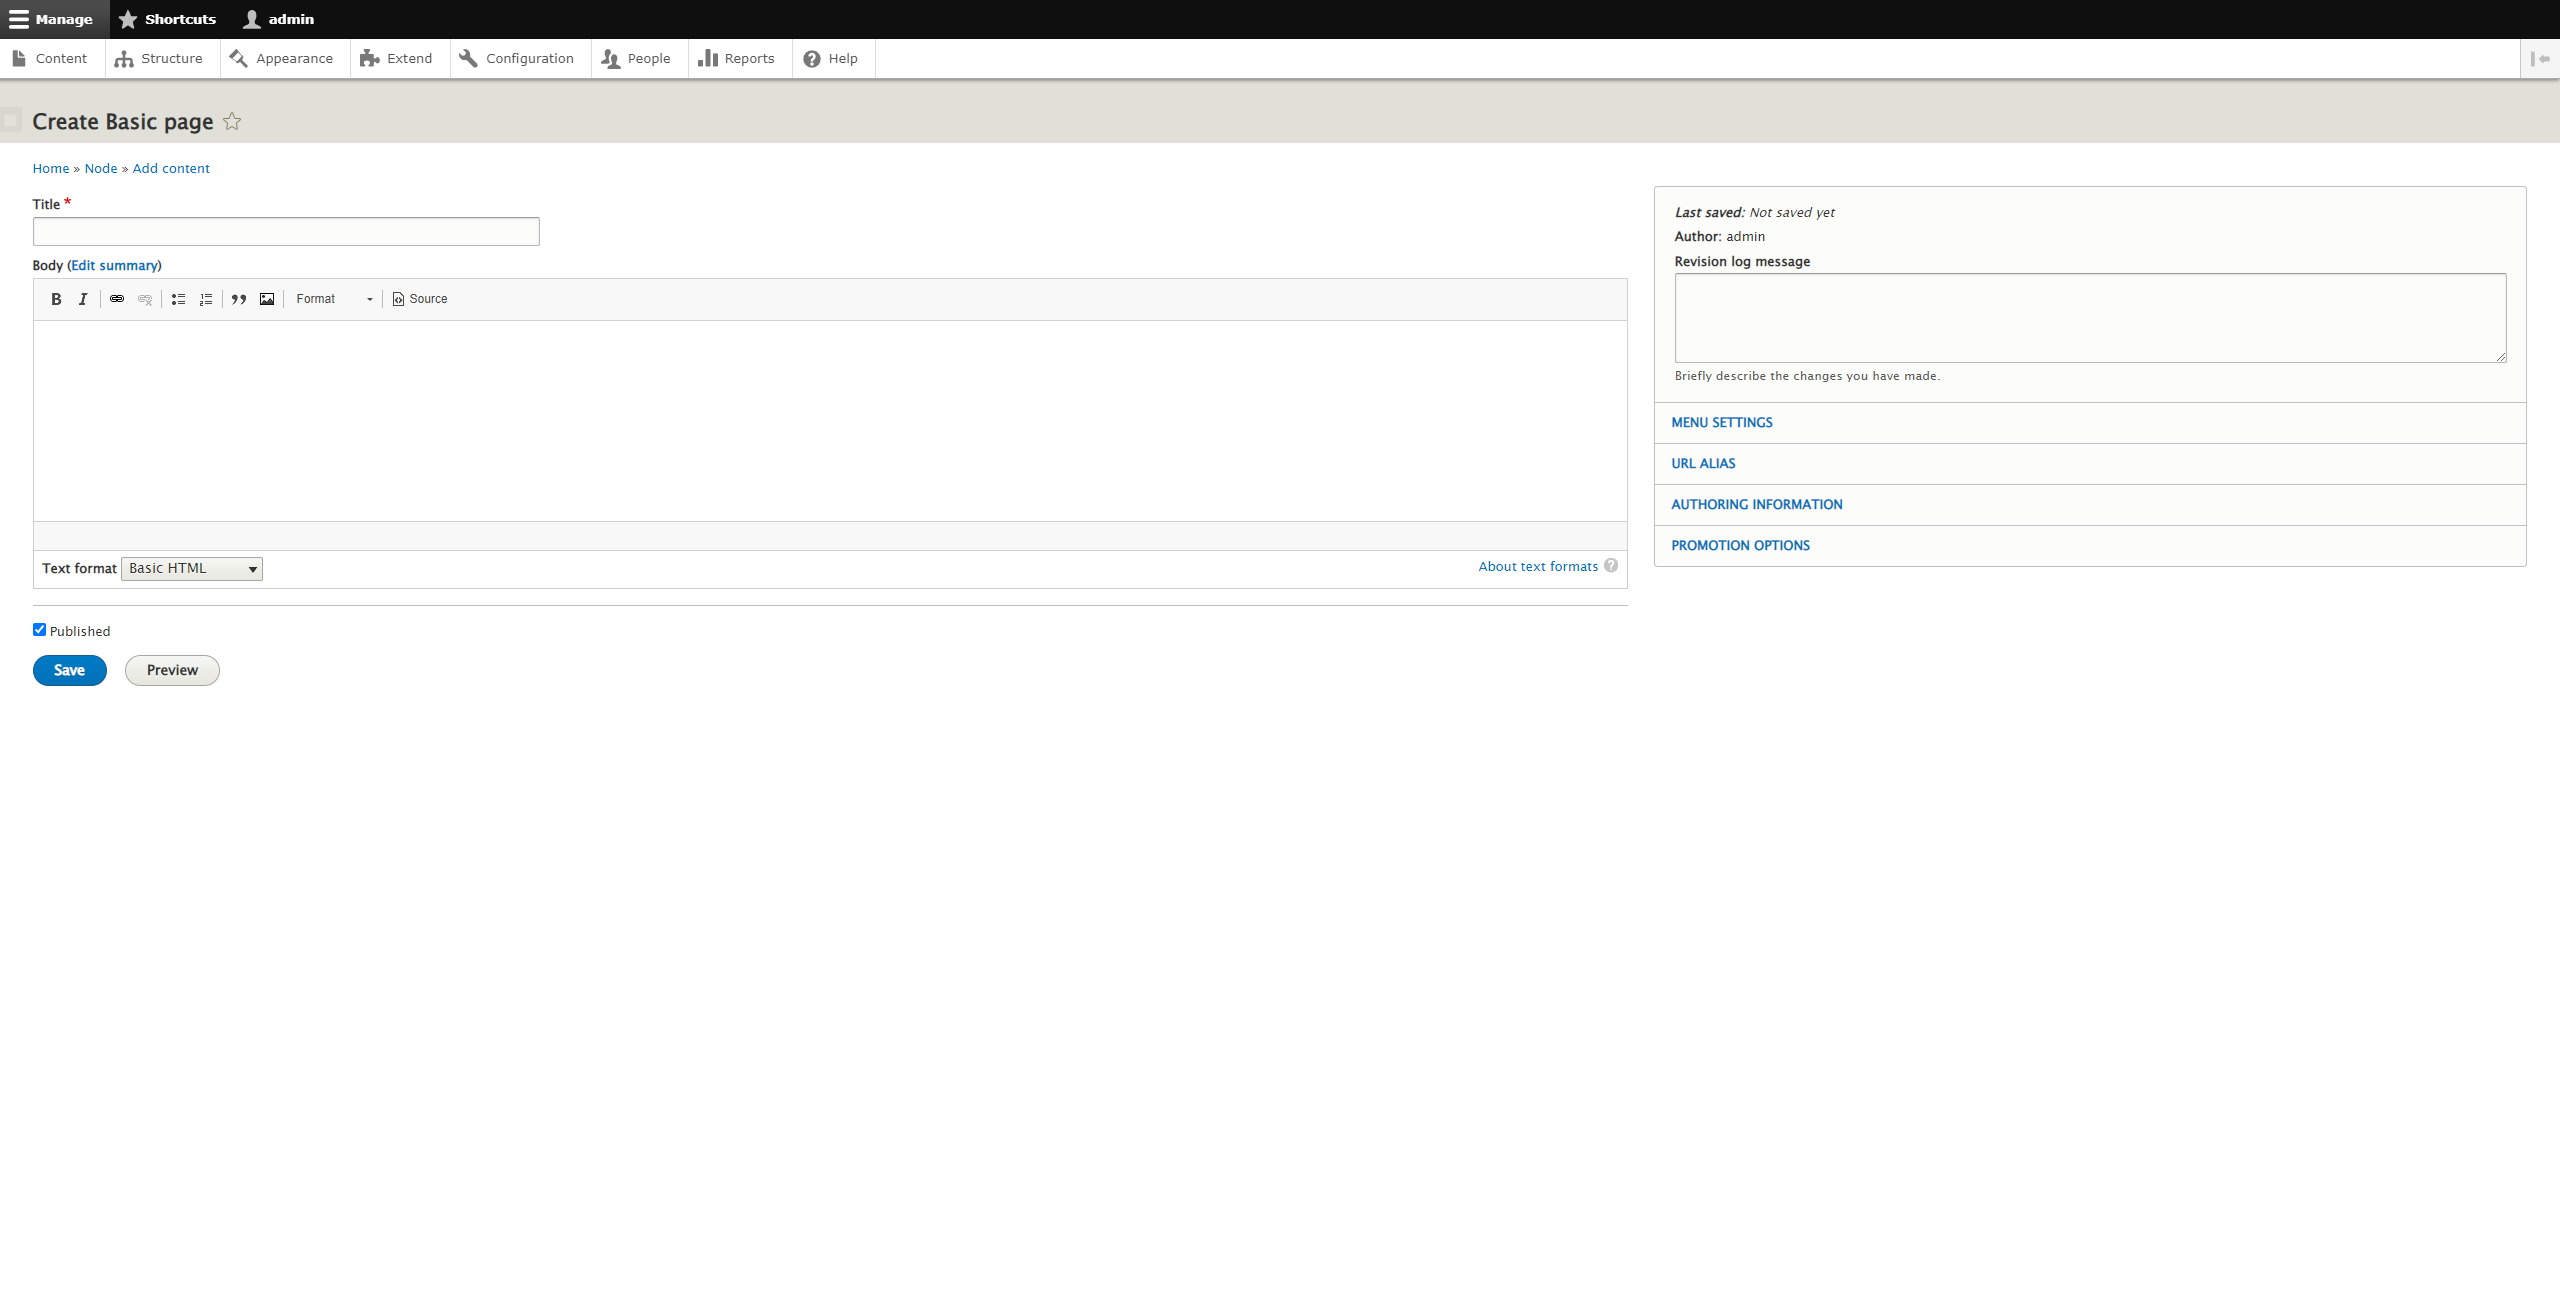 Manage Shortcuts admin
Content Structure Appearance Extend Configuration People Reports Help
Create Basic page
Home » Node » Add content
Title *
Body (Edit summary)
B I Format Source
Text format Basic HTML
About text formats ?
Published
Save Preview
Last saved: Not saved yet
Author: admin
Revision log message
Briefly describe the changes you have made.
MENU SETTINGS
URL ALIAS
AUTHORING INFORMATION
PROMOTION OPTIONS